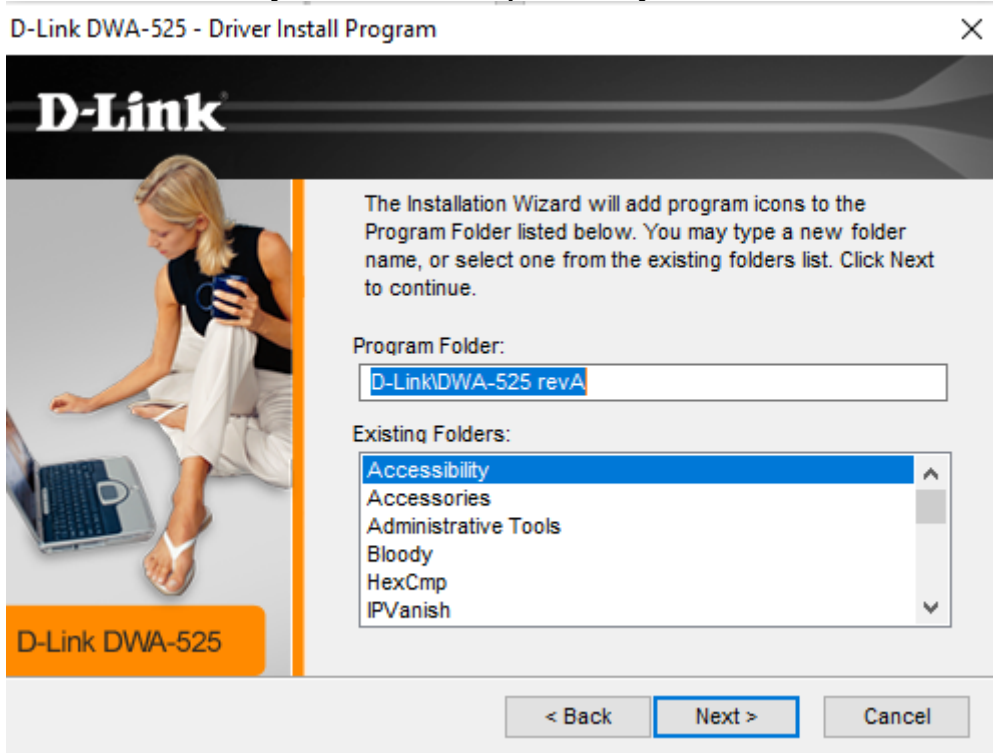 D-Link DWA-525 - Driver Install Program
D-Link
The Installation Wizard will add program icons to the
Program Folder listed below. You may type a new folder
name, or select one from the existing folders list. Click Next
to continue.
Program Folder:
D-Link\DWA-525 revA
Existing Folders:
Accessibility
Accessories
Administrative Tools
Bloody
HexCmp
IPVanish
D-Link DWA-525
< Back
Next >
Cancel